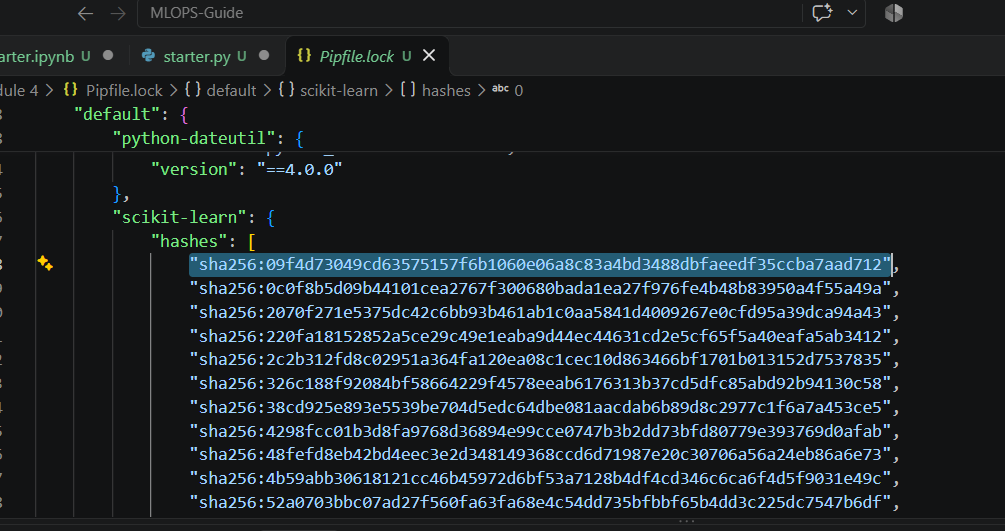 MLOPS-Guide
arter.ipynb U
starter.py U
Pipfile.lock U
dule 4 > Pipfile.lock > default > scikit-learn > hashes > abc 0
"default": {
"python-dateutil": {
"version": "==4.0.0"
},
"scikit-learn": {
"hashes": [
"sha256:09f4d73049cd63575157f6b1060e06a8c83a4bd3488dbfaeedf35ccba7aad712",
"sha256:0c0f8b5d09b44101cea2767f300680bada1ea27f976fe4b48b83950a4f55a49a",
"sha256:2070f271e5375dc42c6bb93b461ab1c0aa5841d4009267e0cfd95a39dca94a43",
"sha256:220fa18152852a5ce29c49e1eaba9d44ec44631cd2e5cf65f5a40eafa5ab3412",
"sha256:2c2b312fd8c02951a364fa120ea08c1cec10d863466bf1701b013152d7537835",
"sha256:326c188f92084bf58664229f4578eeab6176313b37cd5dfc85abd92b94130c58",
"sha256:38cd925e893e5539be704d5edc64dbe081aacdab6b89d8c2977c1f6a7a453ce5",
"sha256:4298fcc01b3d8fa9768d36894e99cce0747b3b2dd73bfd80779e393769d0afab",
"sha256:48fefd8eb42bd4eec3e2d348149368ccd6d71987e20c30706a56a24eb86a6e73",
"sha256:4b59abb30618121cc46b45972d6bf53a7128b4df4cd346c6ca6f4d5f9031e49c",
"sha256:52a0703bbc07ad27f560fa63fa68e4c54dd735bfbbf65b4dd3c225dc7547b6df",